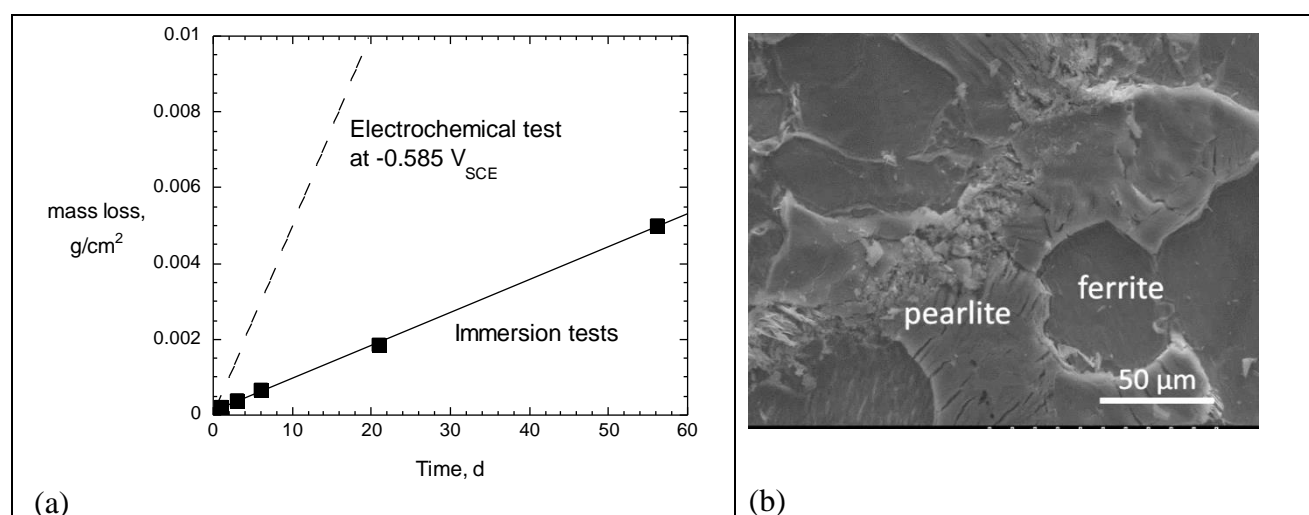 0.01
0.008
0.006
0.004
0.002
0
mass loss,
g/cm2
Electrochemical test
at -0.585 VSCE
Immersion tests
0 10 20 30 40 50 60
Time, d
(a)
pearlite
ferrite
50 µm
(b)